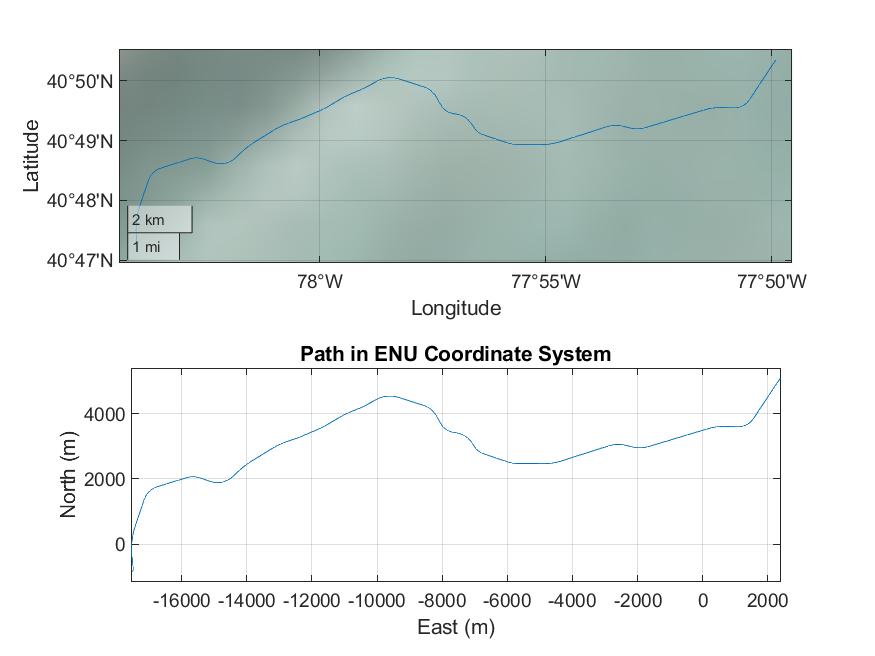 40°50'N
40°49'N
40°48'N
40°47'N
Latitude
2 km
1 mi
78°W 77°55'W 77°50'W
Longitude
Path in ENU Coordinate System
4000
2000
0
North (m)
-16000 -14000 -12000 -10000 -8000 -6000 -4000 -2000 0 2000
East (m)